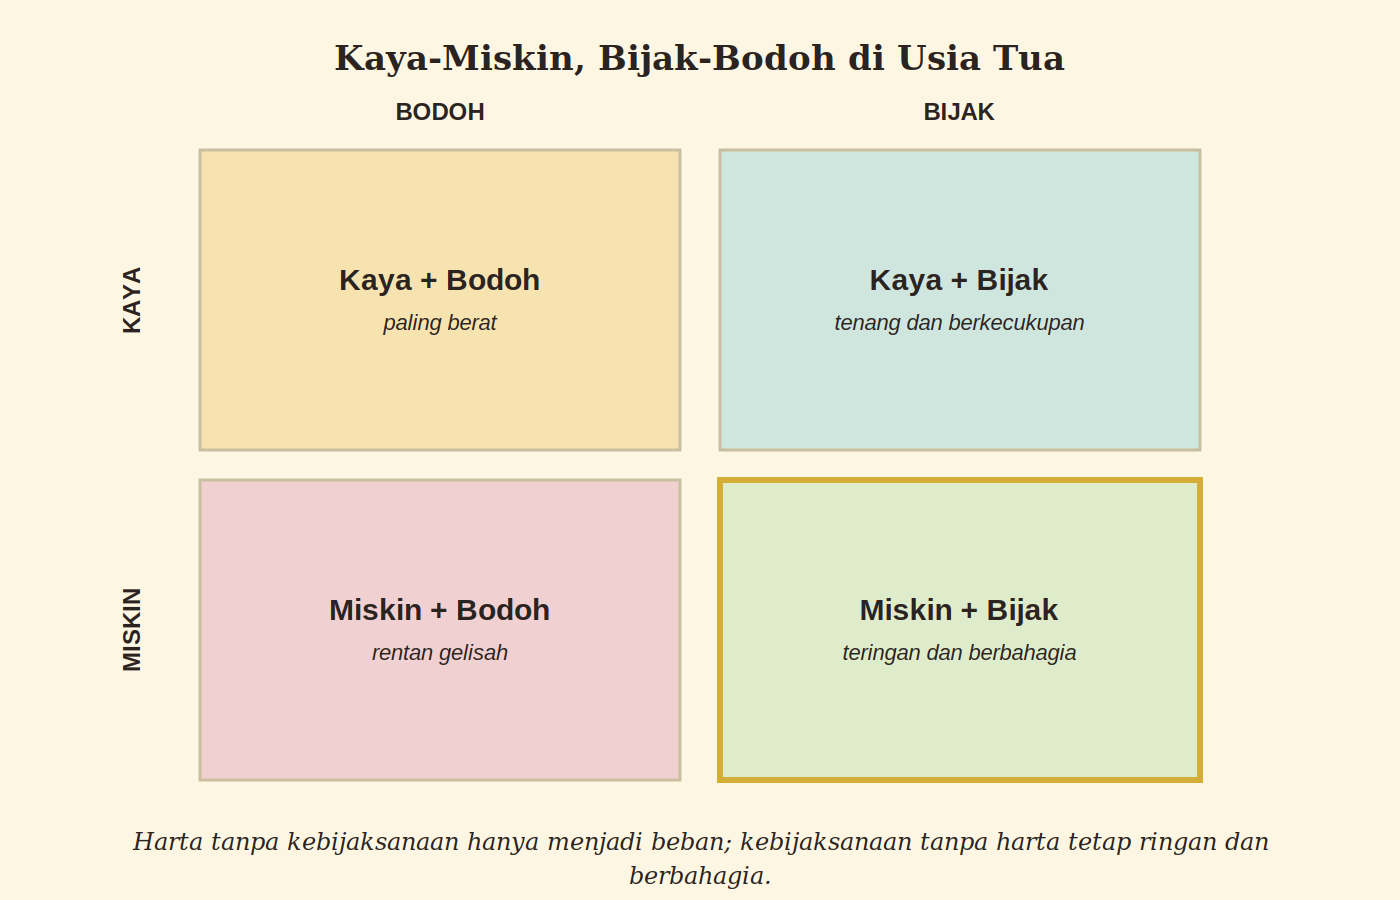 Kaya-Miskin, Bijak-Bodoh di Usia Tua
BODOH
BIJAK
KAYA
Kaya + Bodoh
paling berat
Kaya + Bijak
tenang dan berkecukupan
MISKIN
Miskin + Bodoh
rentan gelisah
Miskin + Bijak
teringan dan berbahagia
Harta tanpa kebijaksanaan hanya menjadi beban; kebijaksanaan tanpa harta tetap ringan dan
berbahagia.